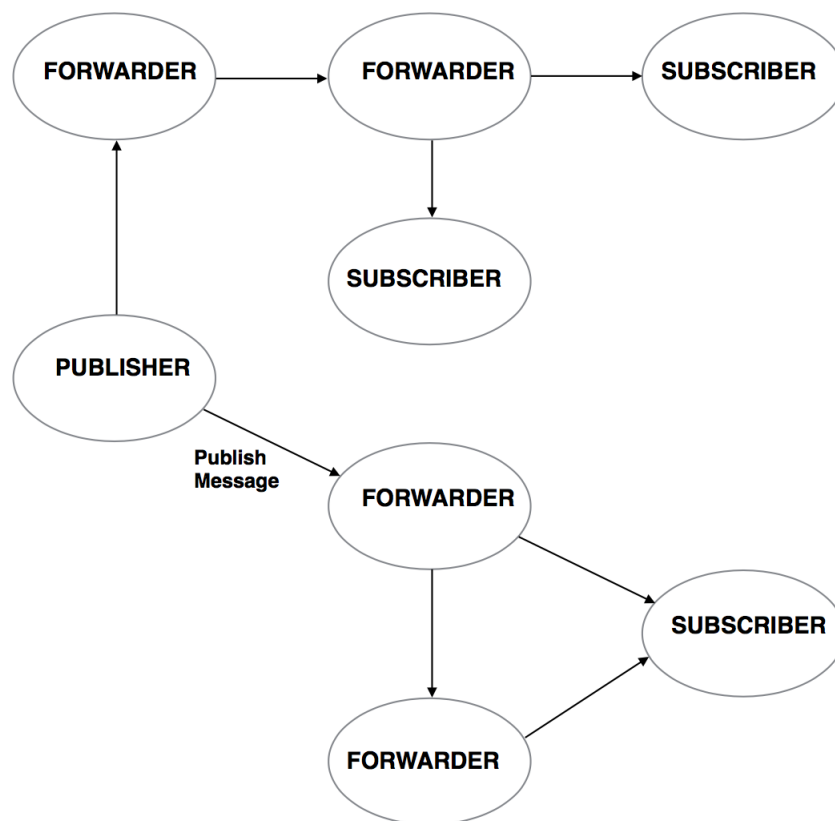 FORWARDER
FORWARDER
SUBSCRIBER
SUBSCRIBER
PUBLISHER
Publish
Message
FORWARDER
SUBSCRIBER
FORWARDER